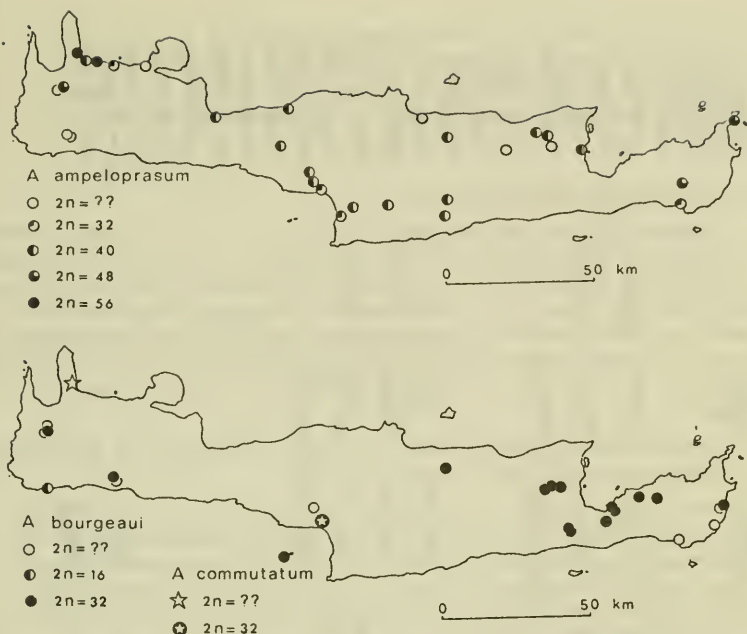 A ampeloprasum
2n = ??
2n = 32
2n = 40
2n = 48
2n = 56
0 50 km
A bourgeaui
2n = ??
2n = 16
2n = 32
A commutatum
2n = ??
2n = 32
0 50 km